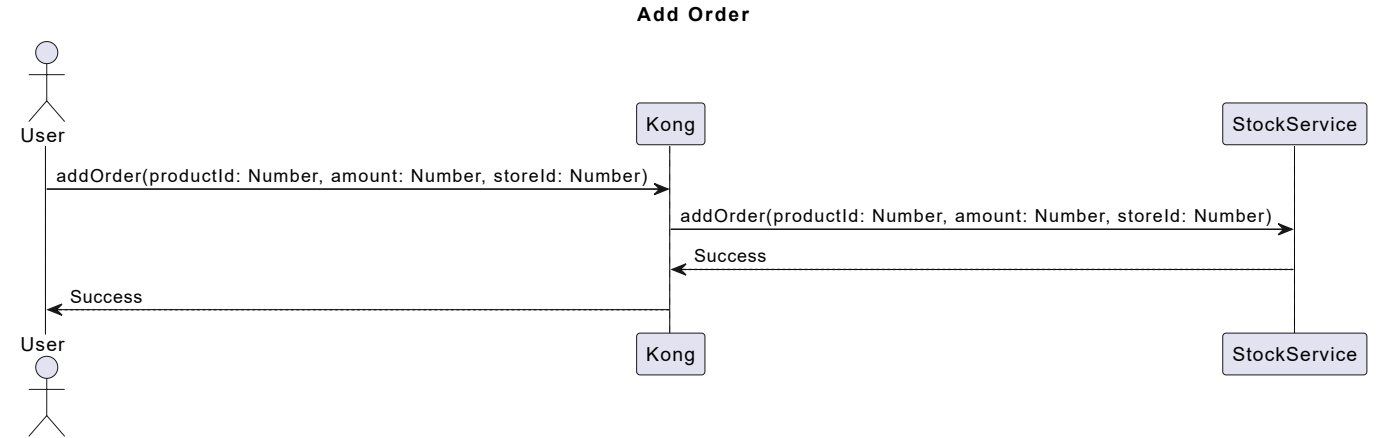 Add Order
User
Kong
StockService
addOrder(productId: Number, amount: Number, storeId: Number)
addOrder(productId: Number, amount: Number, storeId: Number)
Success
Success
User
Kong
StockService